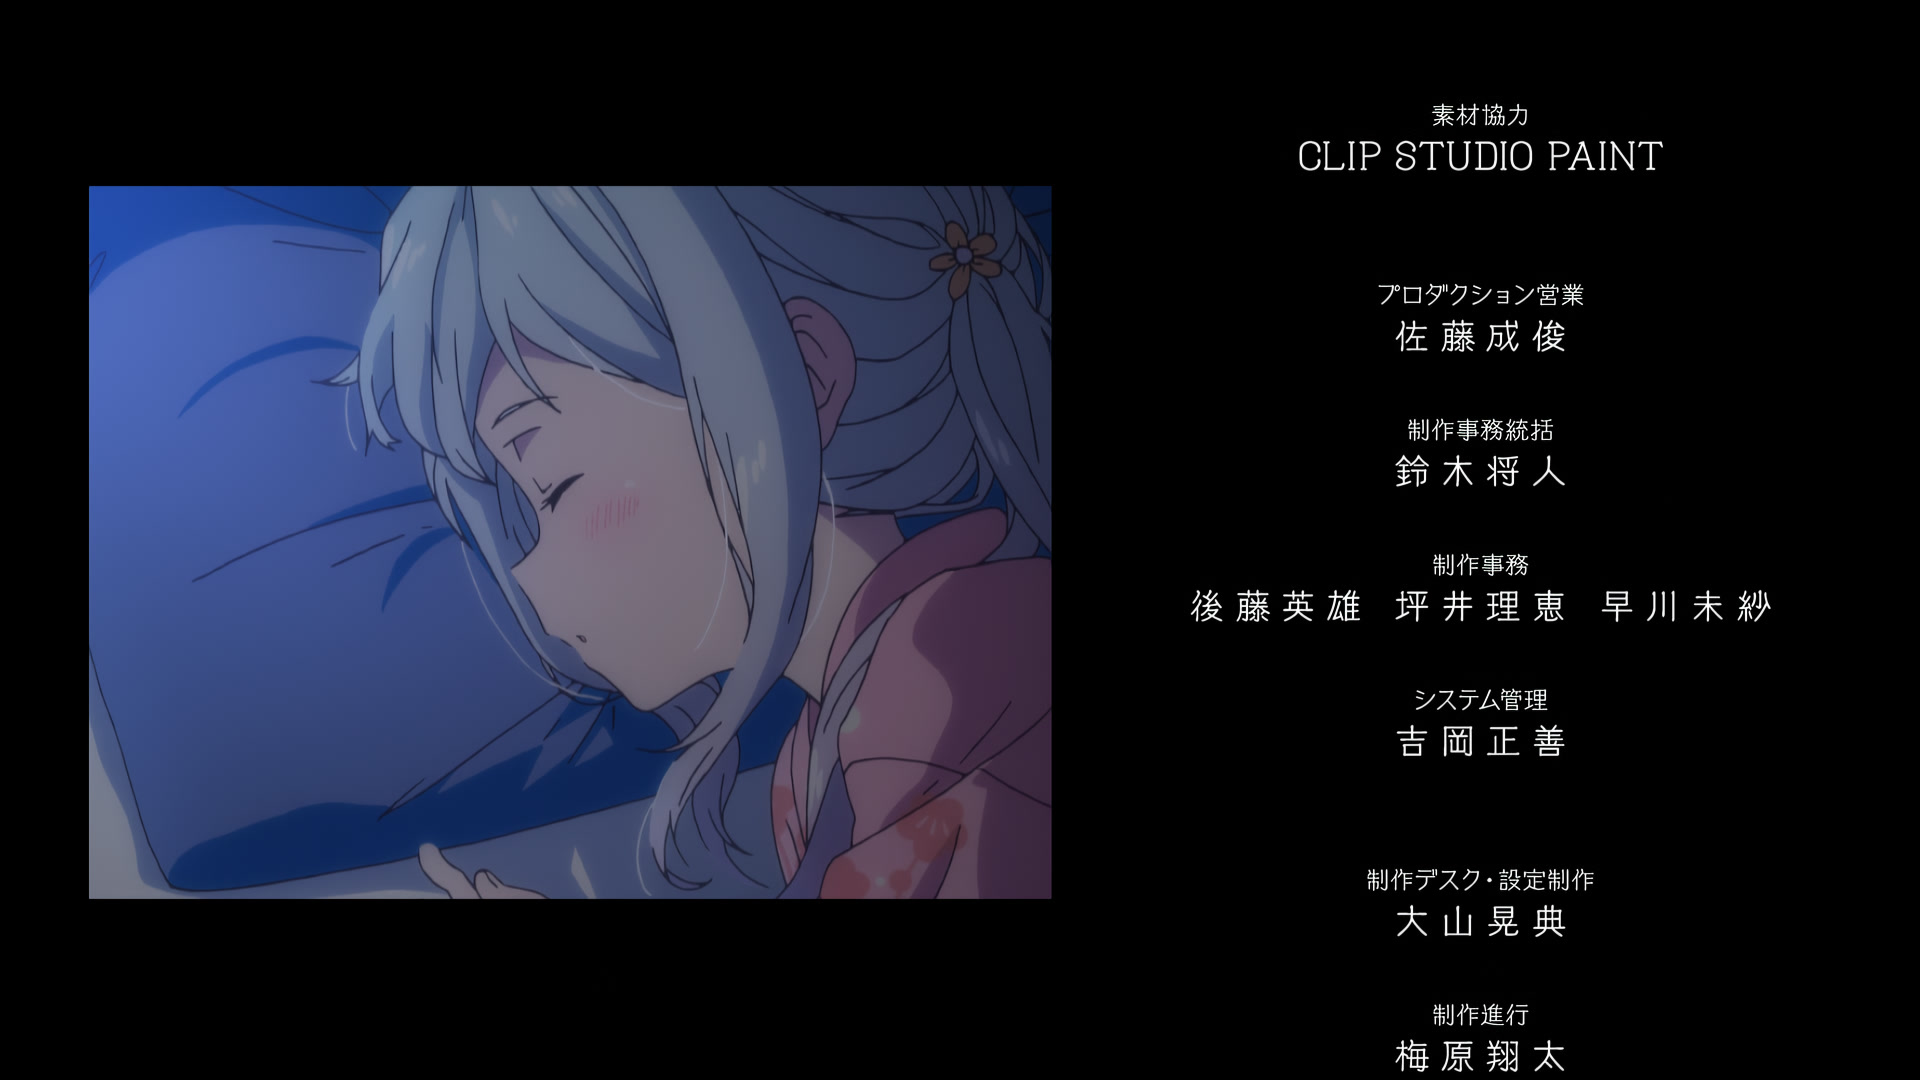 素材協力
CLIP STUDIO PAINT
プロダクション営業
佐藤成俊
制作事務統括
鈴木将人
制作事務
後藤英雄 坪井理恵 早川未紗
システム管理
吉岡正善
制作デスク・設定制作
大山晃典
制作進行
梅原翔太